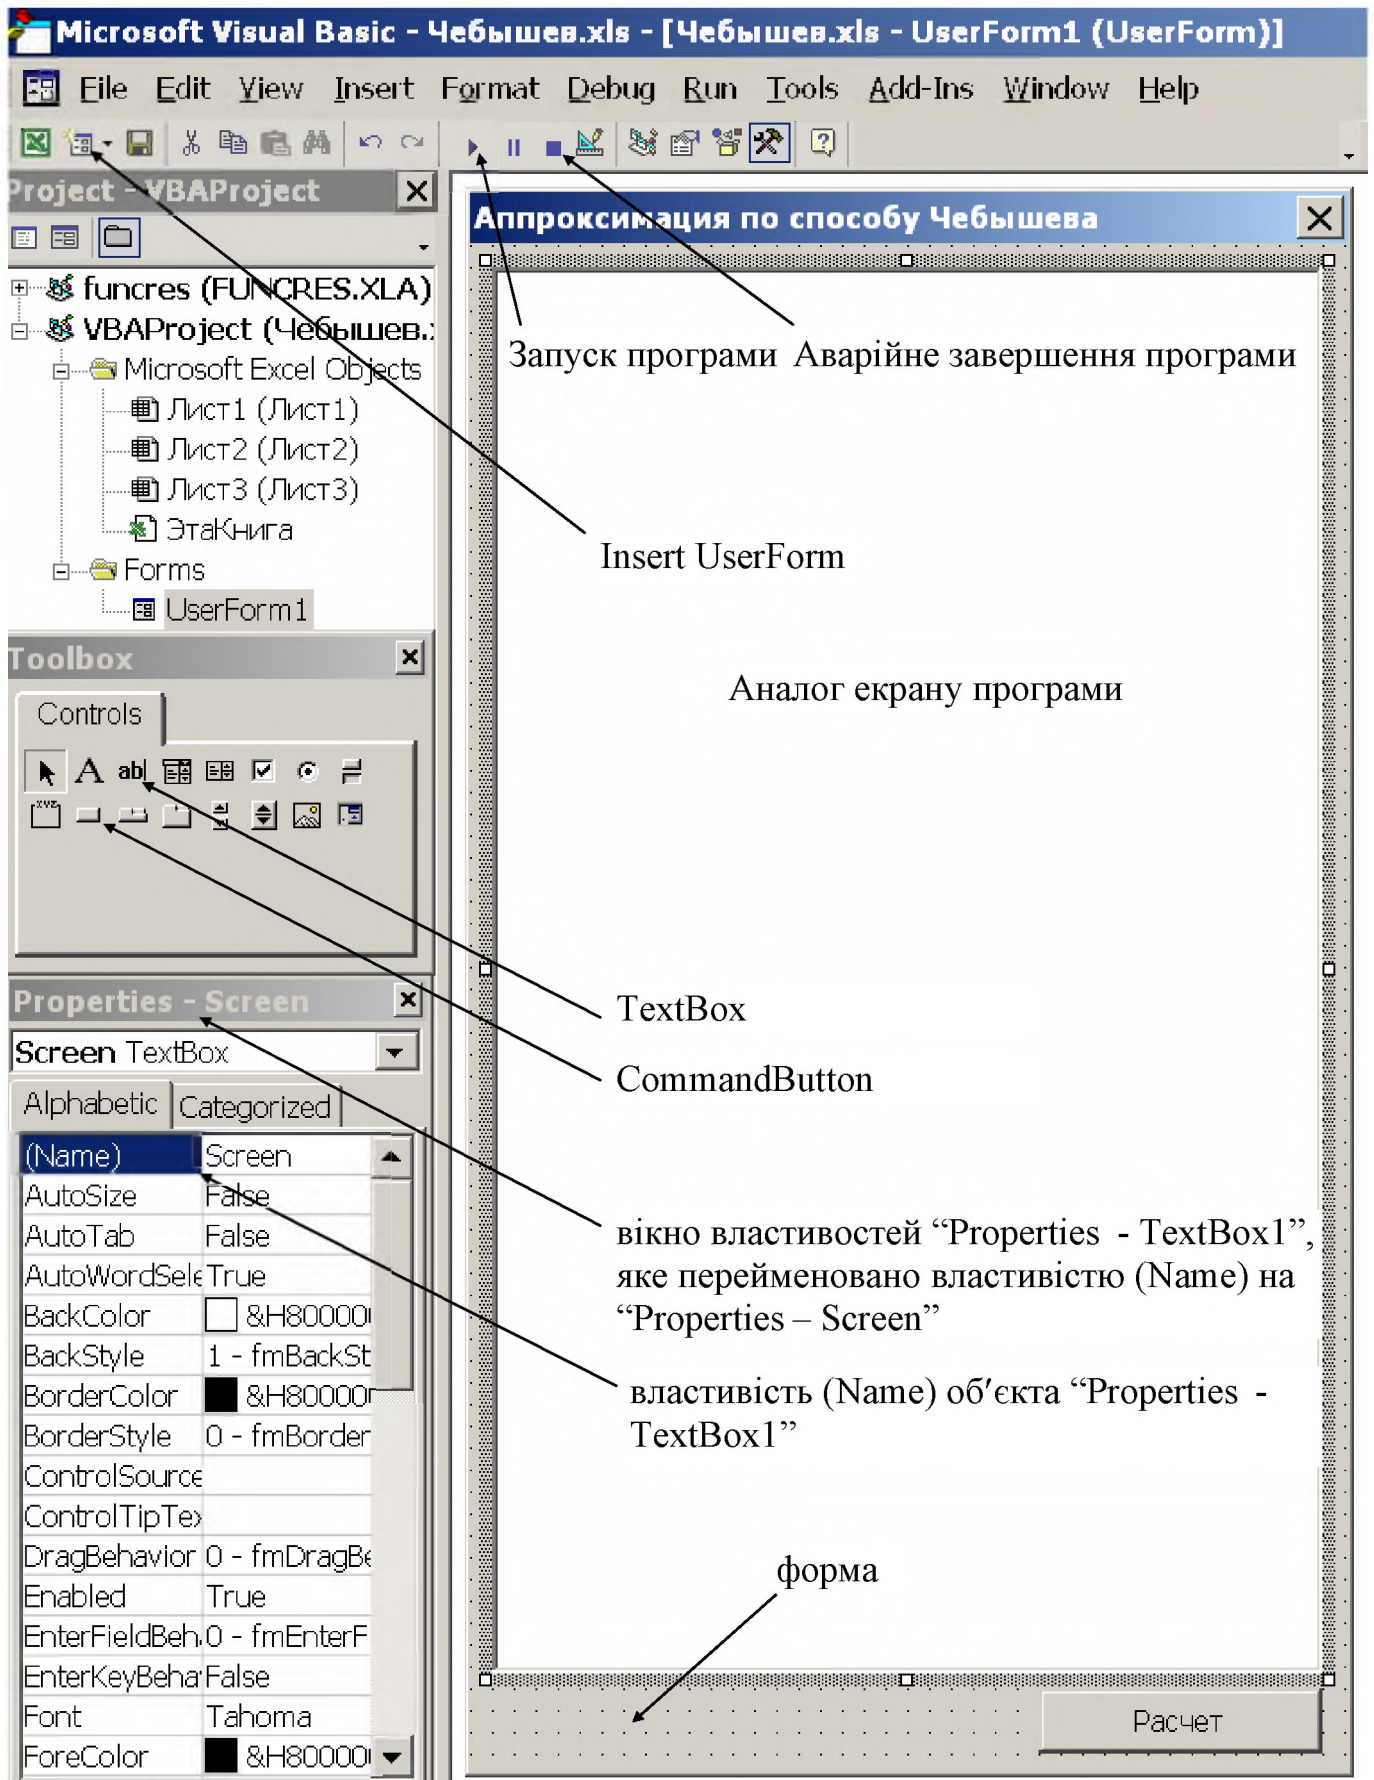 Microsoft Visual Basic - Чебышев.xls - [Чебышев.xls - UserForm1 (UserForm)]
File Edit View Insert Format Debug Run Tools Add-Ins Window Help
Project - VBAProject
funcres (FUNCRES.XLA)
VBAProject (Чебышев.
Microsoft Excel Objects
Лист1 (Лист1)
Лист2 (Лист2)
Лист3 (Лист3)
ЭтаКнига
Forms
UserForm1
Toolbox
Controls
A ab|
xyz
Properties - Screen
Screen TextBox
Alphabetic Categorized
(Name) Screen
AutoSize False
AutoTab False
AutoWordSele True
BackColor &H800000
BackStyle 1 - fmBackSt
BorderColor &H800000
BorderStyle 0 - fmBorder
ControlSource
ControlTipTex
DragBehavior 0 - fmDragBe
Enabled True
EnterFieldBeh 0 - fmEnterF
EnterKeyBeha False
Font Tahoma
ForeColor &H800000
Аппроксимация по способу Чебышева
Запуск програми Аварійне завершення програми
Insert UserForm
Аналог екрану програми
TextBox
CommandButton
вікно властивостей “Properties - TextBox1”,
яке перейменовано властивістю (Name) на
“Properties – Screen”
властивість (Name) об′єкта “Properties -
TextBox1”
форма
Расчет